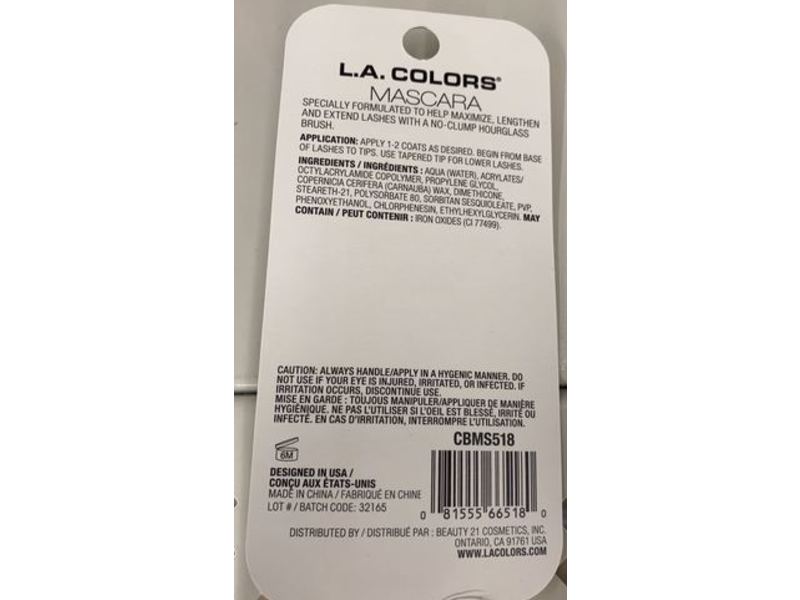 L.A. COLORS®
MASCARA
SPECIALLY FORMULATED TO HELP MAXIMIZE, LENGTHEN
AND EXTEND LASHES WITH A NO-CLUMP HOURGLASS
BRUSH.
APPLICATION: APPLY 1-2 COATS AS DESIRED. BEGIN FROM BASE
OF LASHES TO TIPS. USE TAPERED TIP FOR LOWER LASHES.
INGREDIENTS / INGRÉDIENTS : AQUA (WATER), ACRYLATES/
OCTYLACRYLAMIDE COPOLYMER, PROPYLENE GLYCOL,
COPERNICIA CERIFERA (CARNAUBA) WAX, DIMETHICONE,
STEARETH-21, POLYSORBATE 80, SORBITAN SESQUIOLEATE, PVP,
PHENOXYETHANOL, CHLORPHENESIN, ETHYLHEXYLGLYCERIN. MAY
CONTAIN / PEUT CONTENIR : IRON OXIDES (CI 77499).
CAUTION: ALWAYS HANDLE/APPLY IN A HYGENIC MANNER. DO
NOT USE IF YOUR EYE IS INJURED, IRRITATED, OR INFECTED. IF
IRRITATION OCCURS, DISCONTINUE USE.
MISE EN GARDE : TOUJOUS MANIPULER/APPLIQUER DE MANIÈRE
HYGIÉNIQUE. NE PAS L'UTILISER SI L'OEIL EST BLESSÉ, IRRITÉ OU
INFECTÉ. EN CAS D'IRRITATION, INTERROMPRE L'UTILISATION.
CBMS518
6M
DESIGNED IN USA /
CONÇU AUX ÉTATS-UNIS
MADE IN CHINA / FABRIQUÉ EN CHINE
LOT # / BATCH CODE: 32165
0 81555 66518 0
DISTRIBUTED BY / DISTRIBUÉ PAR : BEAUTY 21 COSMETICS, INC.
ONTARIO, CA 91761 USA
WWW.LACOLORS.COM